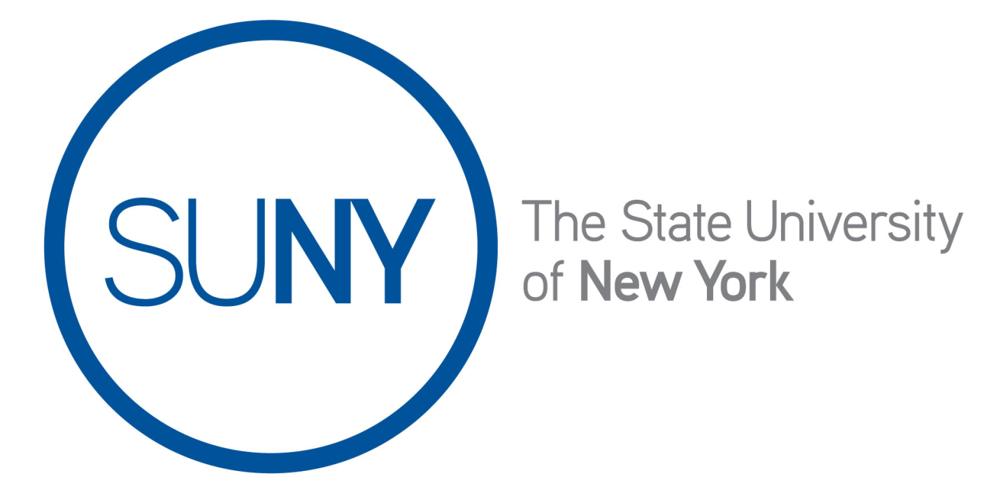 SUNY
The State University
of New York